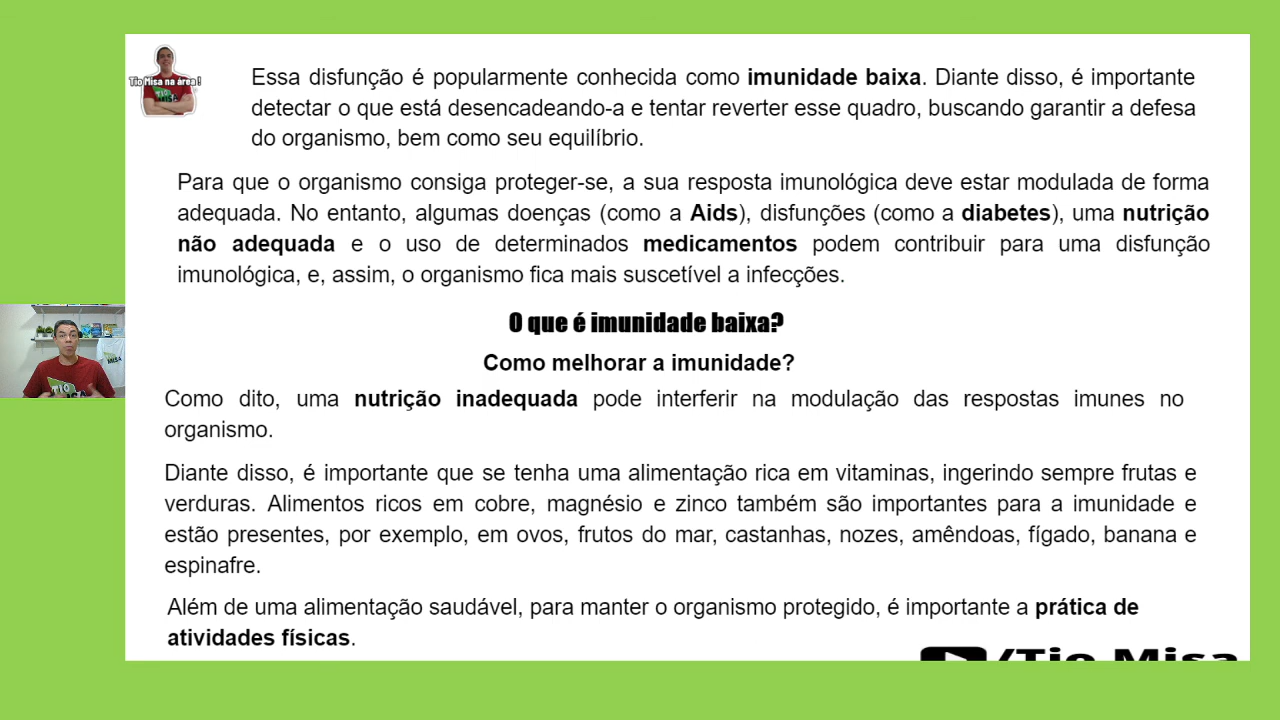 Tio Misa na área !
Essa disfunção é popularmente conhecida como imunidade baixa. Diante disso, é importante
detectar o que está desencadeando-a e tentar reverter esse quadro, buscando garantir a defesa
do organismo, bem como seu equilíbrio.
Para que o organismo consiga proteger-se, a sua resposta imunológica deve estar modulada de forma
adequada. No entanto, algumas doenças (como a Aids), disfunções (como a diabetes), uma nutrição
não adequada e o uso de determinados medicamentos podem contribuir para uma disfunção
imunológica, e, assim, o organismo fica mais suscetível a infecções.
O que é imunidade baixa?
Como melhorar a imunidade?
Como dito, uma nutrição inadequada pode interferir na modulação das respostas imunes no
organismo.
Diante disso, é importante que se tenha uma alimentação rica em vitaminas, ingerindo sempre frutas e
verduras. Alimentos ricos em cobre, magnésio e zinco também são importantes para a imunidade e
estão presentes, por exemplo, em ovos, frutos do mar, castanhas, nozes, amêndoas, fígado, banana e
espinafre.
Além de uma alimentação saudável, para manter o organismo protegido, é importante a prática de
atividades físicas.
/Tio Misa